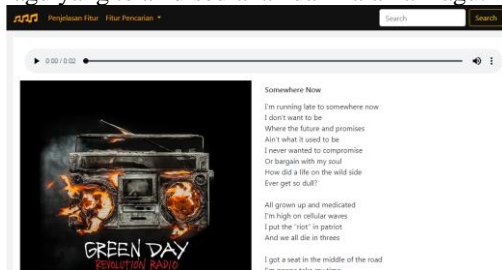 Penjelasan Fitur Fitur Pencarian Search Search
0:00 / 0:02
Somewhere Now
I'm running late to somewhere now
I don't want to be
Where the future and promises
Ain't what it used to be
I never wanted to compromise
Or bargain with my soul
How did a life on the wild side
Ever get so dull?
All grown up and medicated
I'm high on cellular waves
I put the "riot" in patriot
And we all die in threes
I got a seat in the middle of the road
I'm gonna take my time
GREEN DAY
REVOLUTION RADIO